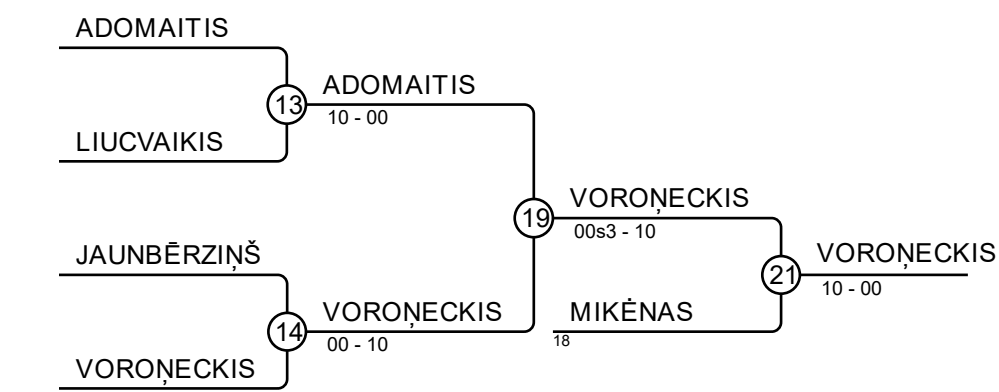 ADOMAITIS
13
ADOMAITIS
10 - 00
LIUCVAIKIS
19
VOROŅECKIS
00s3 - 10
JAUNBĒRZIŅŠ
21
VOROŅECKIS
10 - 00
14
VOROŅECKIS
00 - 10
MIKĖNAS
18
VOROŅECKIS